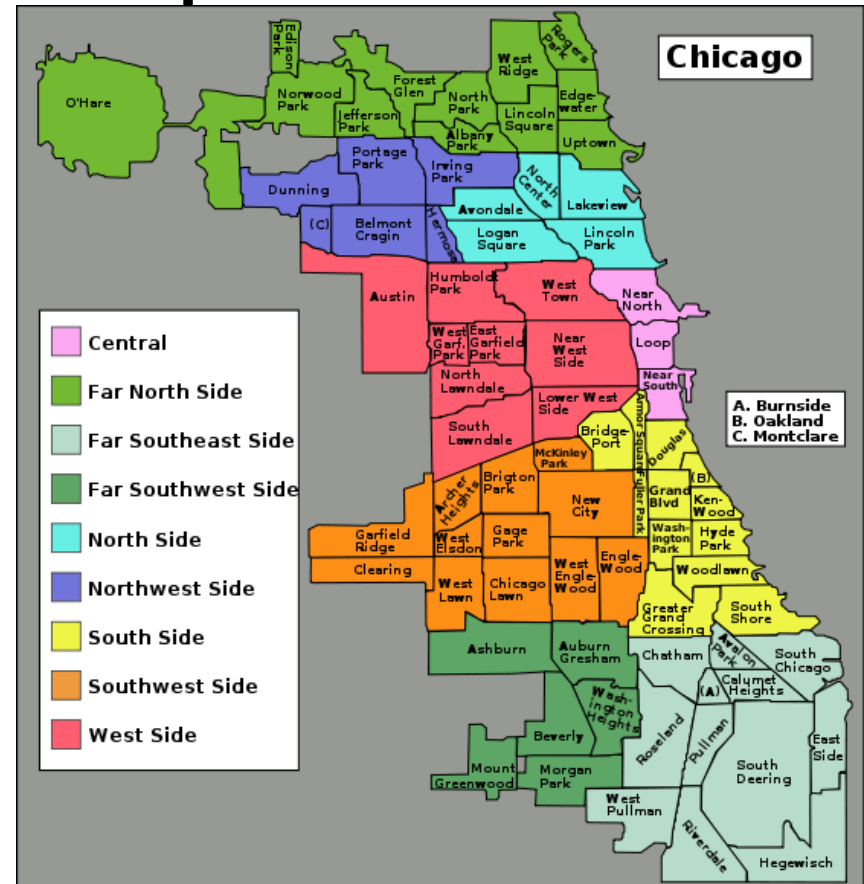 Chicago
Edison
Park
Rogers
Park
West
Ridge
O'Hare
Norwood
Park
Forest
Glen
North
Park
Edge-
water
Jefferson
Park
Lincoln
Square
Albany
Park
Uptown
Portage
Park
Irving
Park
Dunning
North
Center
Lakeview
Avondale
(C)
Belmont
Cragin
Hermosa
Logan
Square
Lincoln
Park
Austin
Humboldt
Park
West
Town
Near
North
West
Garf.
Park
East
Garfield
Park
Near
West
Side
Loop
North
Lawndale
Near
South
Lower West
Side
South
Lawndale
Bridge-
Port
Armor Square
Douglas
McKinley
Park
Archer
Heights
Brigton
Park
New
City
Fuller Park
Grand
Blvd
(B)
Ken-
Wood
Garfield
Ridge
West
Elsdon
Gage
Park
Wash-
ington
Park
Hyde
Park
Clearing
West
Lawn
Chicago
Lawn
West
Engle-
Wood
Engle-
Wood
Woodlawn
Greater
Grand
Crossing
South
Shore
Ashburn
Auburn
Gresham
Chatham
Avalon
Park
South
Chicago
(A)
Calumet
Heights
Wash-
ington
Heights
Beverly
Roseland
Pullman
East
Side
South
Deering
Mount
Greenwood
Morgan
Park
West
Pullman
Riverdale
Hegewisch
Central
Far North Side
Far Southeast Side
Far Southwest Side
North Side
Northwest Side
South Side
Southwest Side
West Side
A. Burnside
B. Oakland
C. Montclare